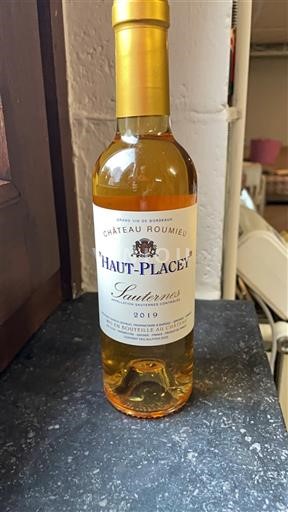 GRAND VIN DE BORDEAUX
CHÂTEAU ROUMIEU
"HAUT-PLACEY"
Sauternes
APPELLATION SAUTERNES CONTRÔLÉE
2019
MIS EN BOUTEILLE AU CHÂTEAU